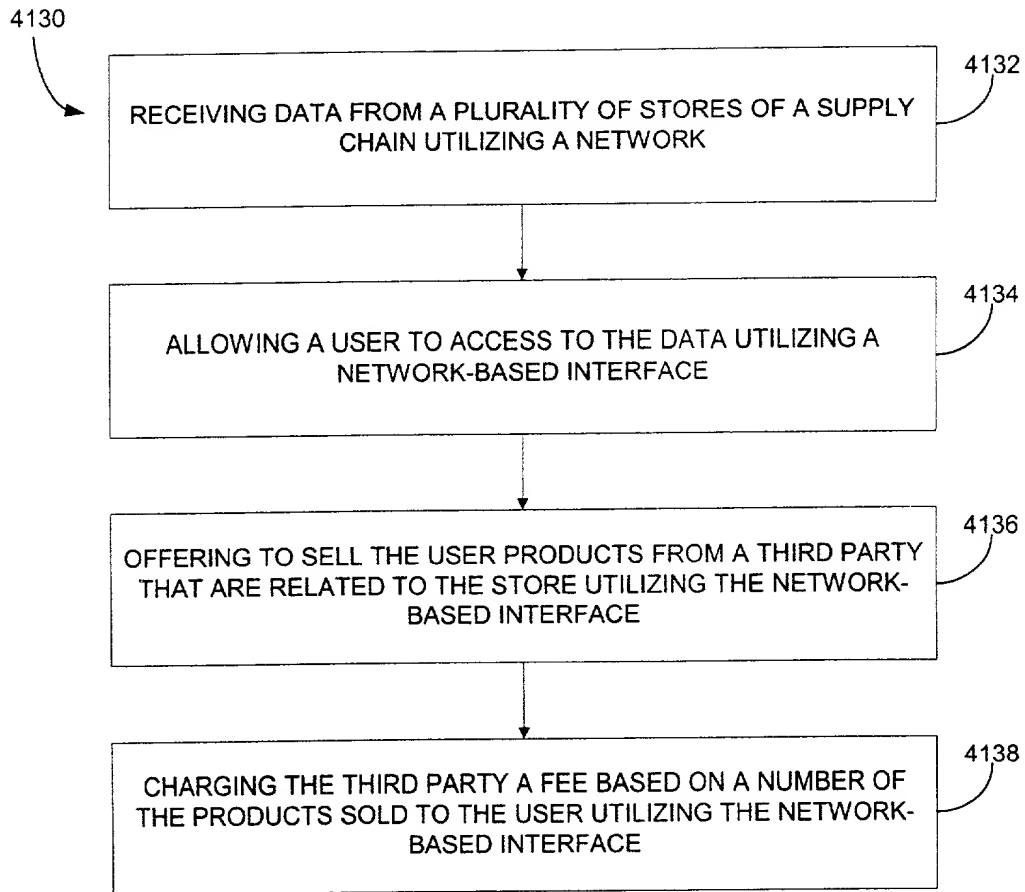 4130
4132
RECEIVING DATA FROM A PLURALITY OF STORES OF A SUPPLY
CHAIN UTILIZING A NETWORK
4134
ALLOWING A USER TO ACCESS TO THE DATA UTILIZING A
NETWORK-BASED INTERFACE
4136
OFFERING TO SELL THE USER PRODUCTS FROM A THIRD PARTY
THAT ARE RELATED TO THE STORE UTILIZING THE NETWORK-
BASED INTERFACE
4138
CHARGING THE THIRD PARTY A FEE BASED ON A NUMBER OF
THE PRODUCTS SOLD TO THE USER UTILIZING THE NETWORK-
BASED INTERFACE